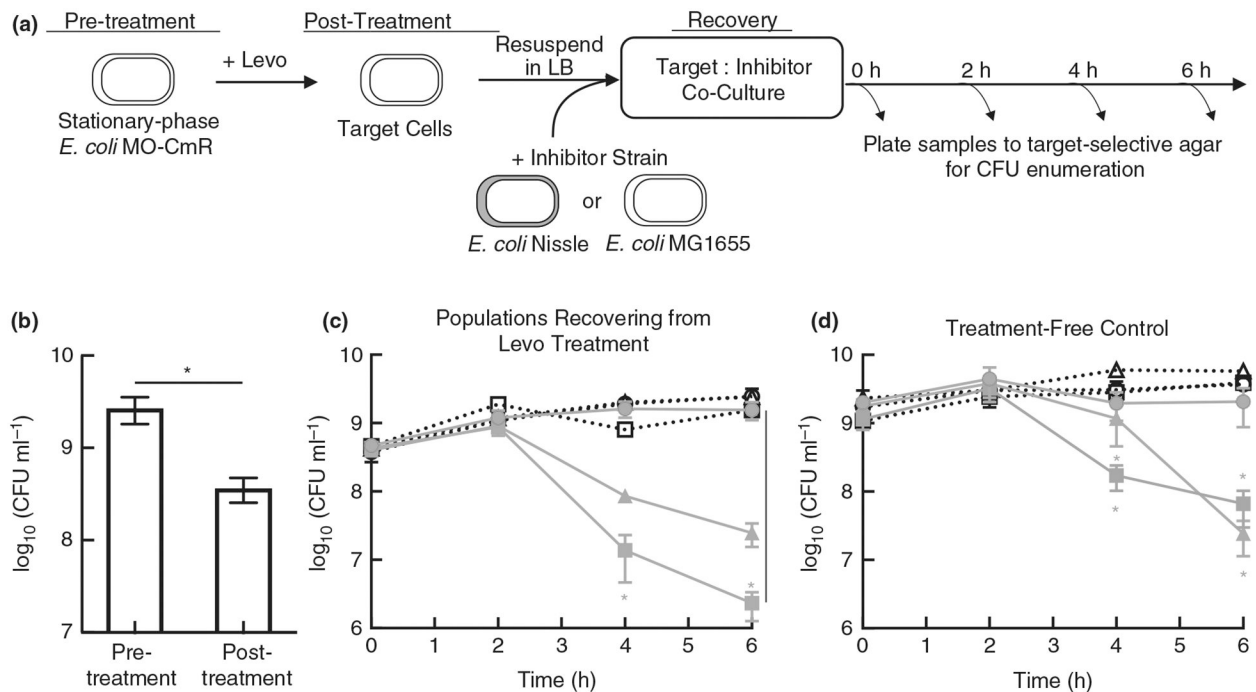 (a)
Pre-treatment
Post-Treatment
Recovery
+ Levo
Resuspend
in LB
Target : Inhibitor
Co-Culture
0 h
2 h
4 h
6 h
Stationary-phase
E. coli MO-CmR
Target Cells
+ Inhibitor Strain
or
E. coli Nissle
E. coli MG1655
Plate samples to target-selective agar
for CFU enumeration
(b)
log10 (CFU ml−1)
10
9
8
7
*
Pre-
treatment
Post-
treatment
(c)
Populations Recovering from
Levo Treatment
log10 (CFU ml−1)
10
9
8
7
6
*
*
0
1
2
3
4
5
6
Time (h)
(d)
Treatment-Free Control
log10 (CFU ml−1)
10
9
8
7
6
*
*
*
*
0
1
2
3
4
5
6
Time (h)